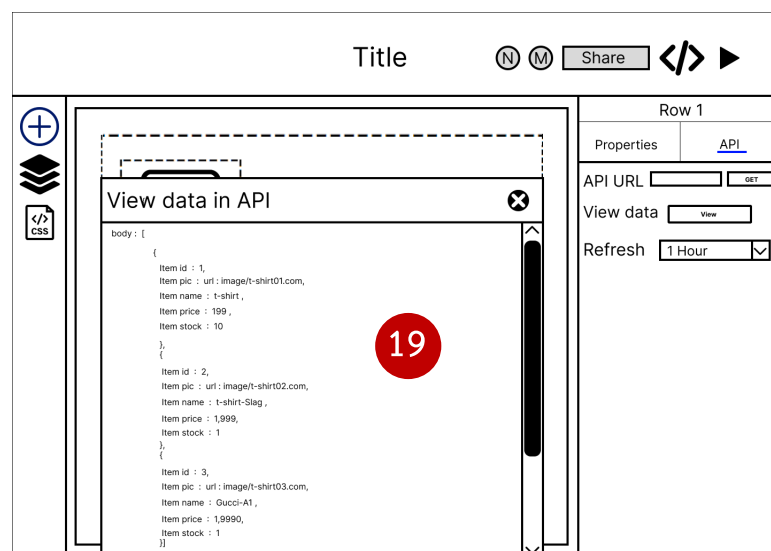 Title
N M Share </>
Row 1
Properties API
API URL GET
View data View
Refresh 1 Hour
</>
CSS
View data in API
body : [
{
Item id : 1,
Item pic : url : image/t-shirt01.com,
Item name : t-shirt ,
Item price : 199 ,
Item stock : 10
},
{
Item id : 2,
Item pic : url : image/t-shirt02.com,
Item name : t-shirt-Slag ,
Item price : 1,999,
Item stock : 1
},
{
Item id : 3,
Item pic : url : image/t-shirt03.com,
Item name : Gucci-A1 ,
Item price : 1,9990,
Item stock : 1
}]
19